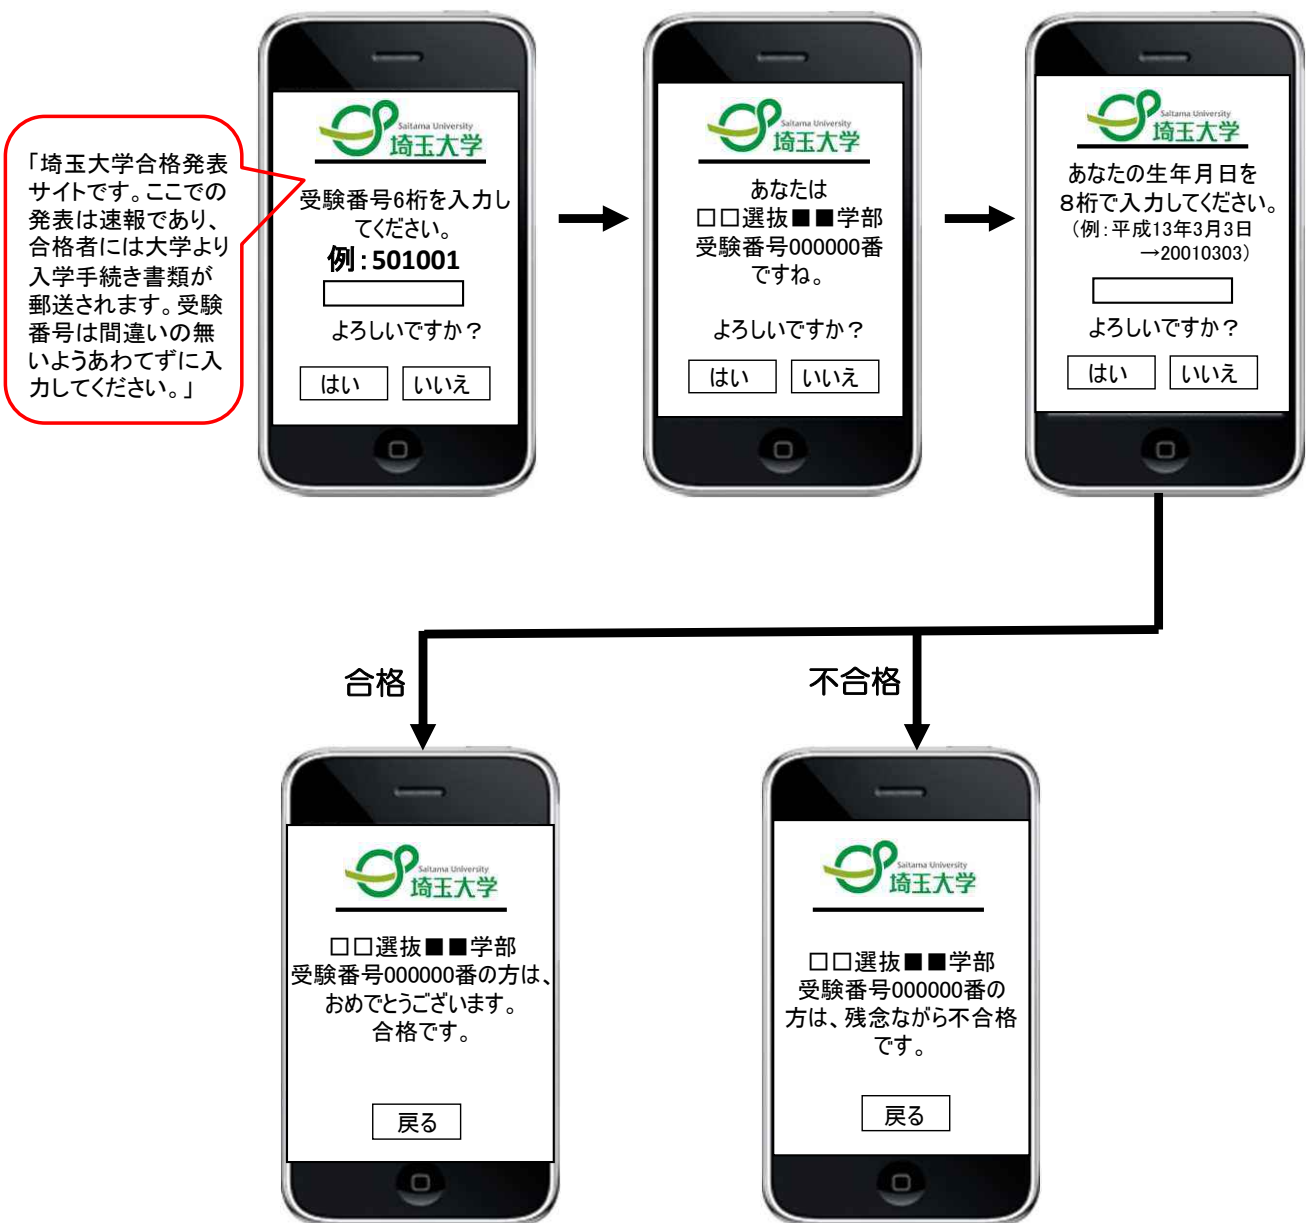 「埼玉大学合格発表
サイトです。ここでの
発表は速報であり、
合格者には大学より
入学手続き書類が
郵送されます。受験
番号は間違いの無
いようあわてずに入
力してください。」
Saitama University
埼玉大学
受験番号6桁を入力し
てください。
例：501001
よろしいですか？
はい
いいえ
Saitama University
埼玉大学
あなたは
□□選抜■■学部
受験番号000000番
ですね。
よろしいですか？
はい
いいえ
Saitama University
埼玉大学
あなたの生年月日を
８桁で入力してください。
（例：平成13年3月3日
→20010303）
よろしいですか？
はい
いいえ
合格
不合格
Saitama University
埼玉大学
□□選抜■■学部
受験番号000000番の方は、
おめでとうございます。
合格です。
戻る
Saitama University
埼玉大学
□□選抜■■学部
受験番号000000番の
方は、残念ながら不合格
です。
戻る